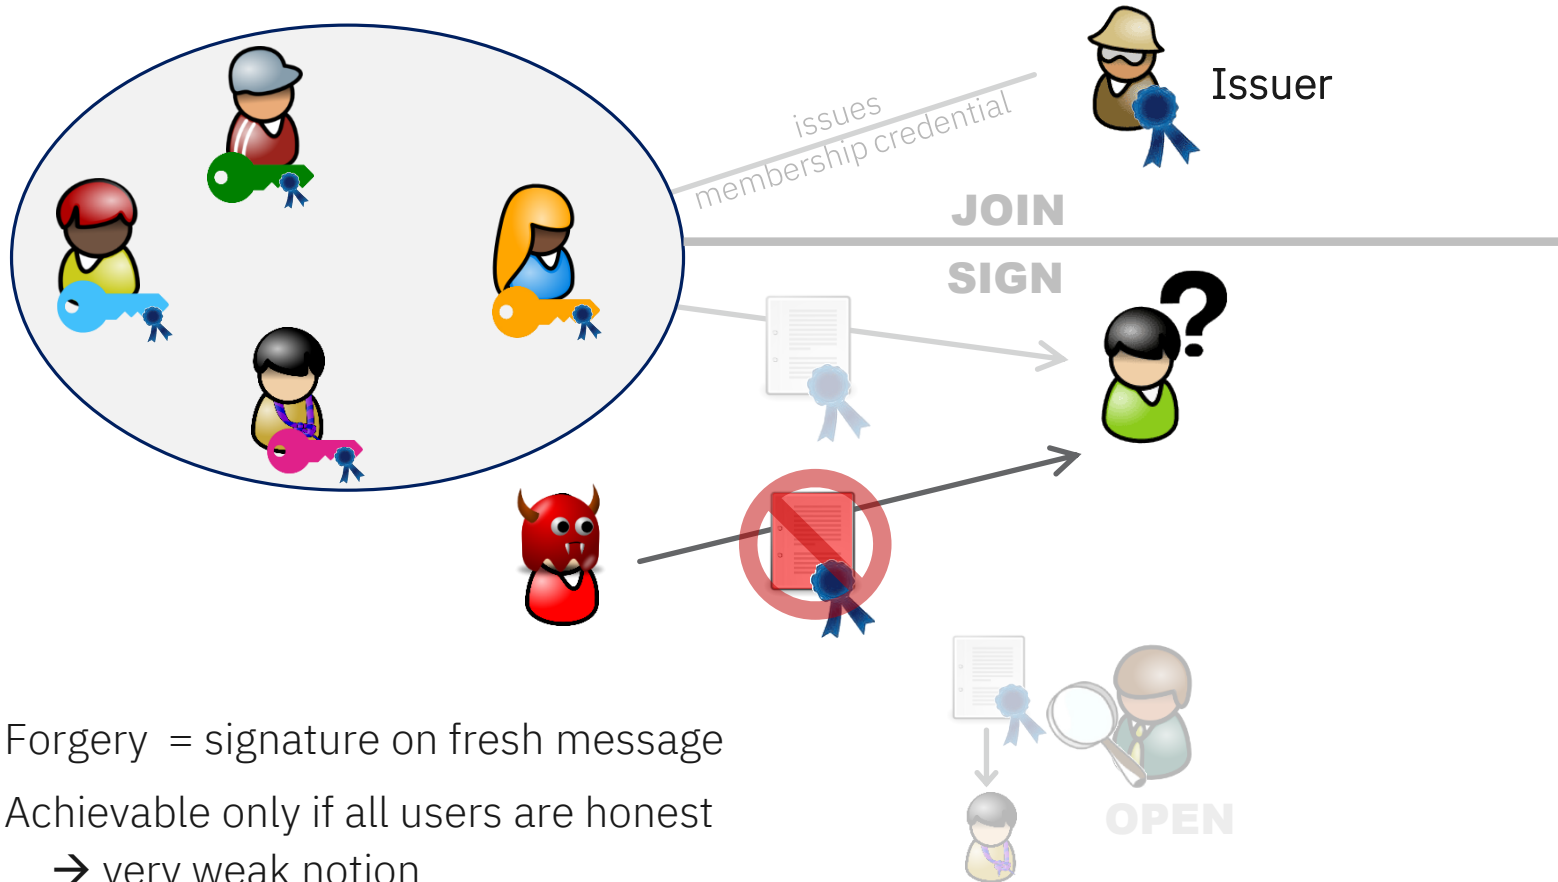 Issuer
issues
membership credential
JOIN
SIGN
?
OPEN
Forgery = signature on fresh message
Achievable only if all users are honest
→ very weak notion